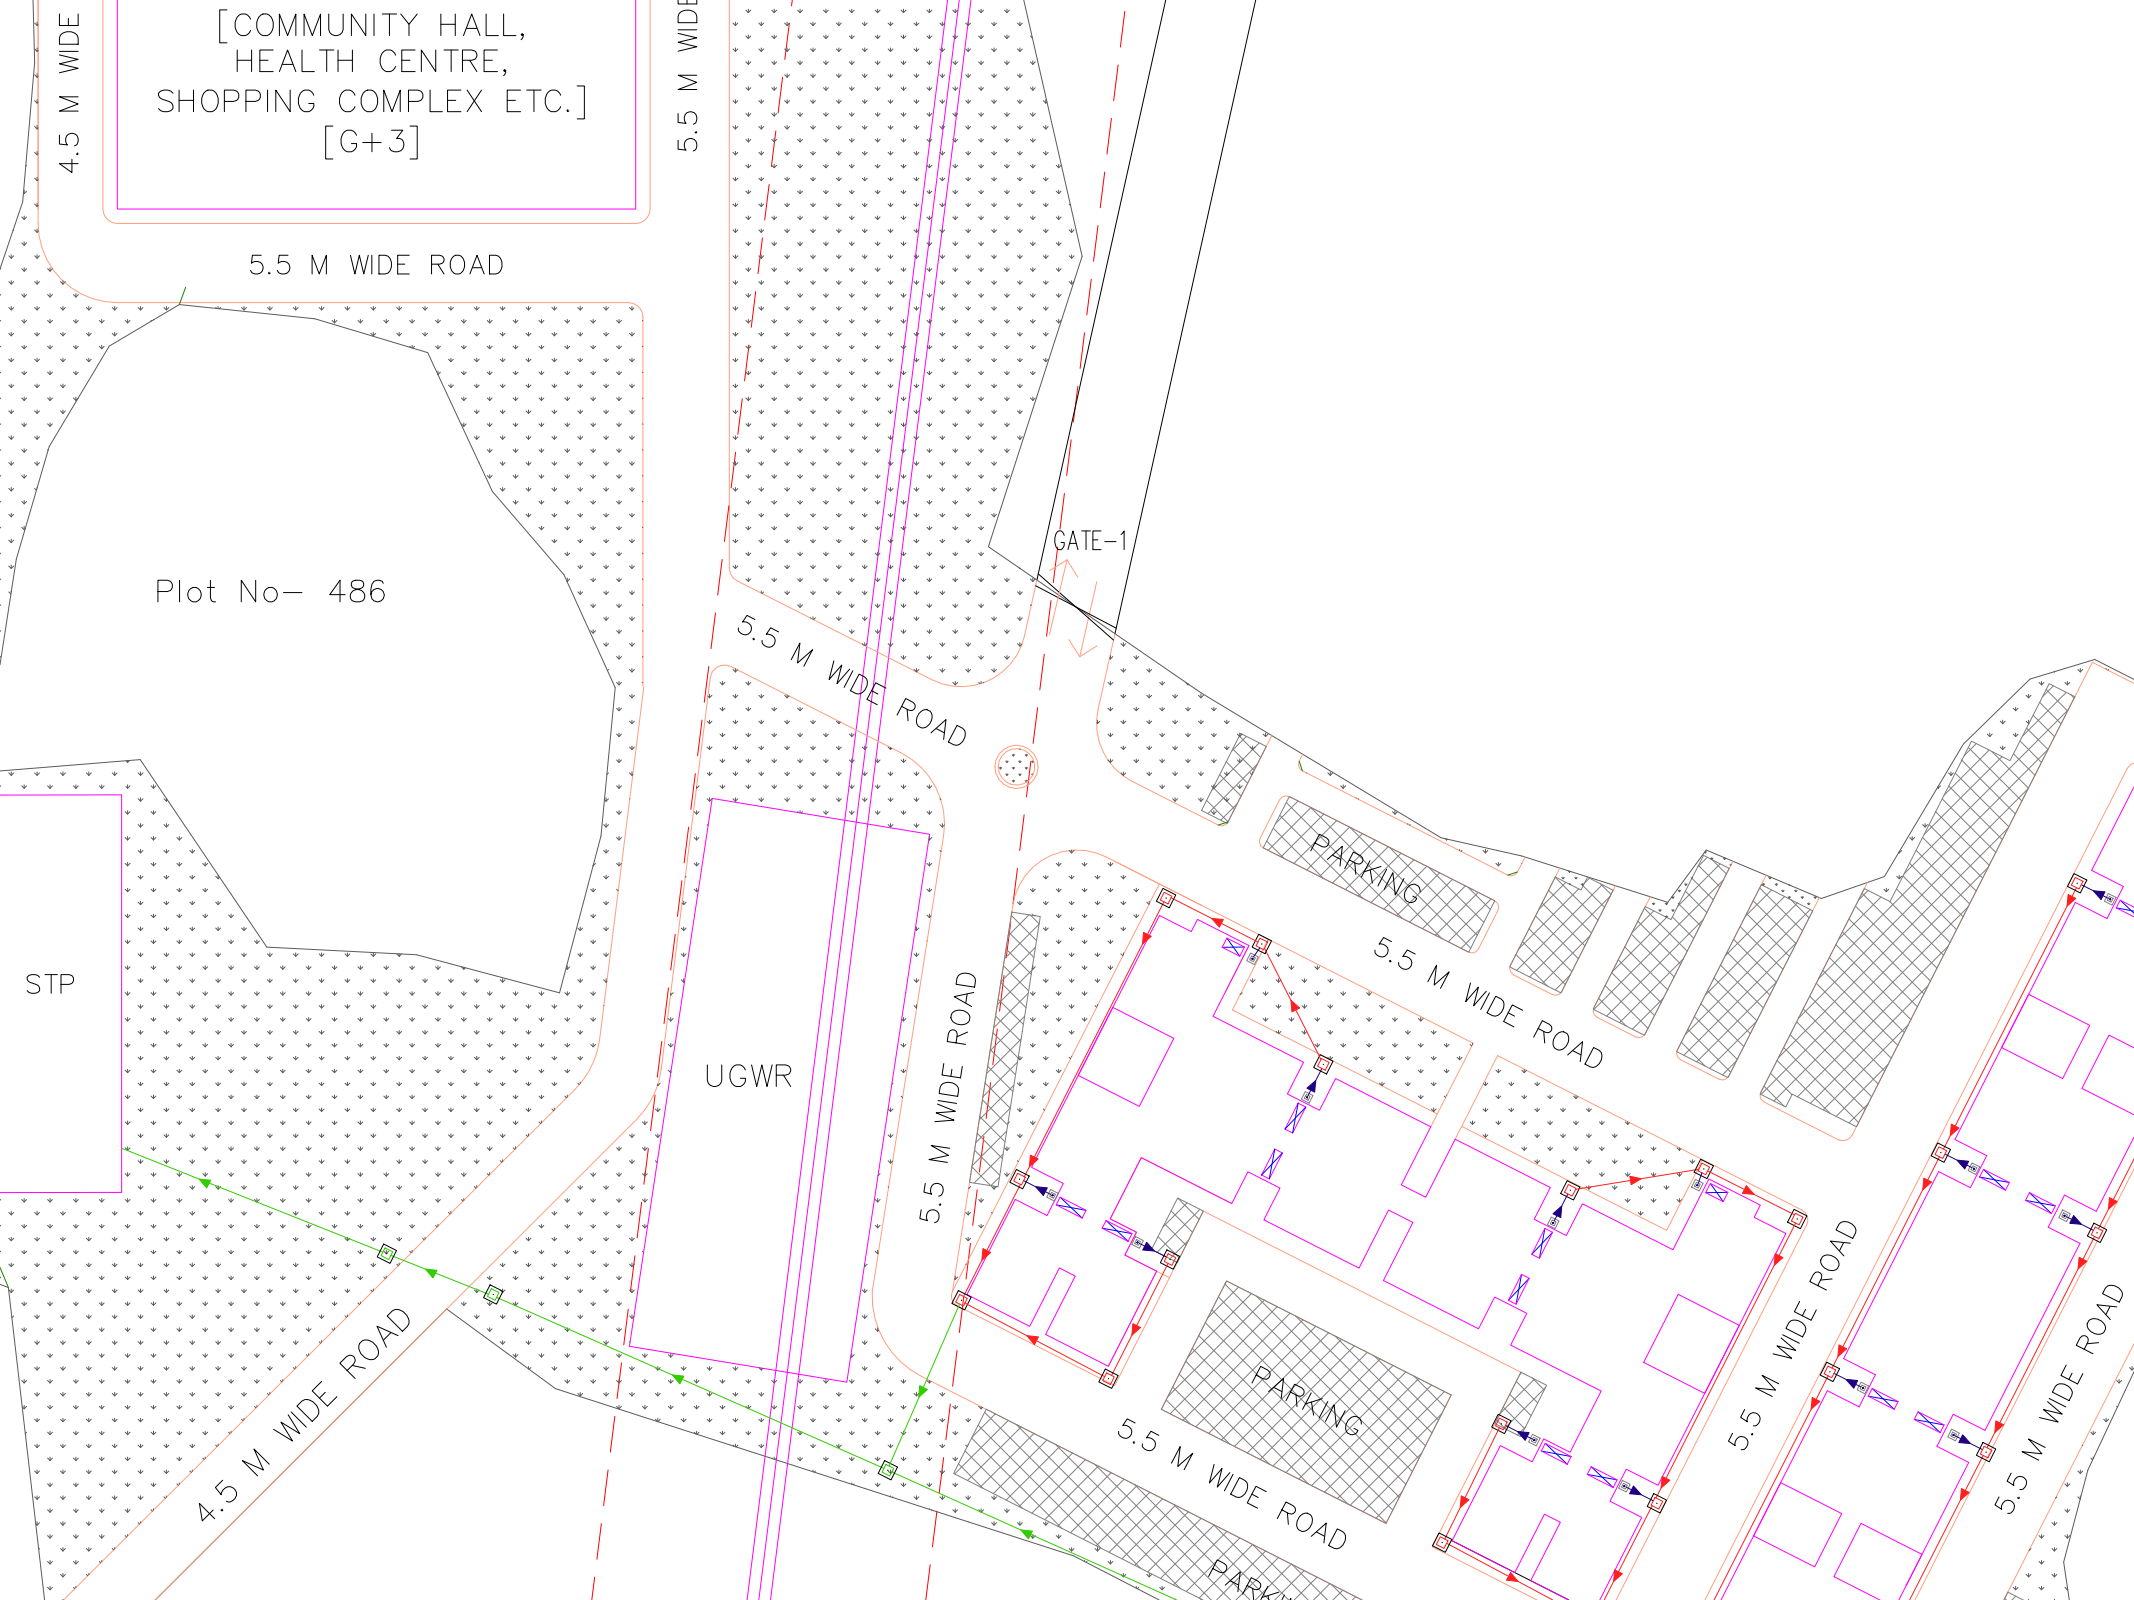 [COMMUNITY HALL,
HEALTH CENTRE,
SHOPPING COMPLEX ETC.]
[G+3]
4.5 M WIDE
5.5 M WIDE
5.5 M WIDE ROAD
GATE-1
Plot No- 486
5.5 M WIDE ROAD
PARKING
5.5 M WIDE ROAD
STP
UGWR
5.5 M WIDE ROAD
5.5 M WIDE ROAD
5.5 M WIDE ROAD
4.5 M WIDE ROAD
PARKING
5.5 M WIDE ROAD